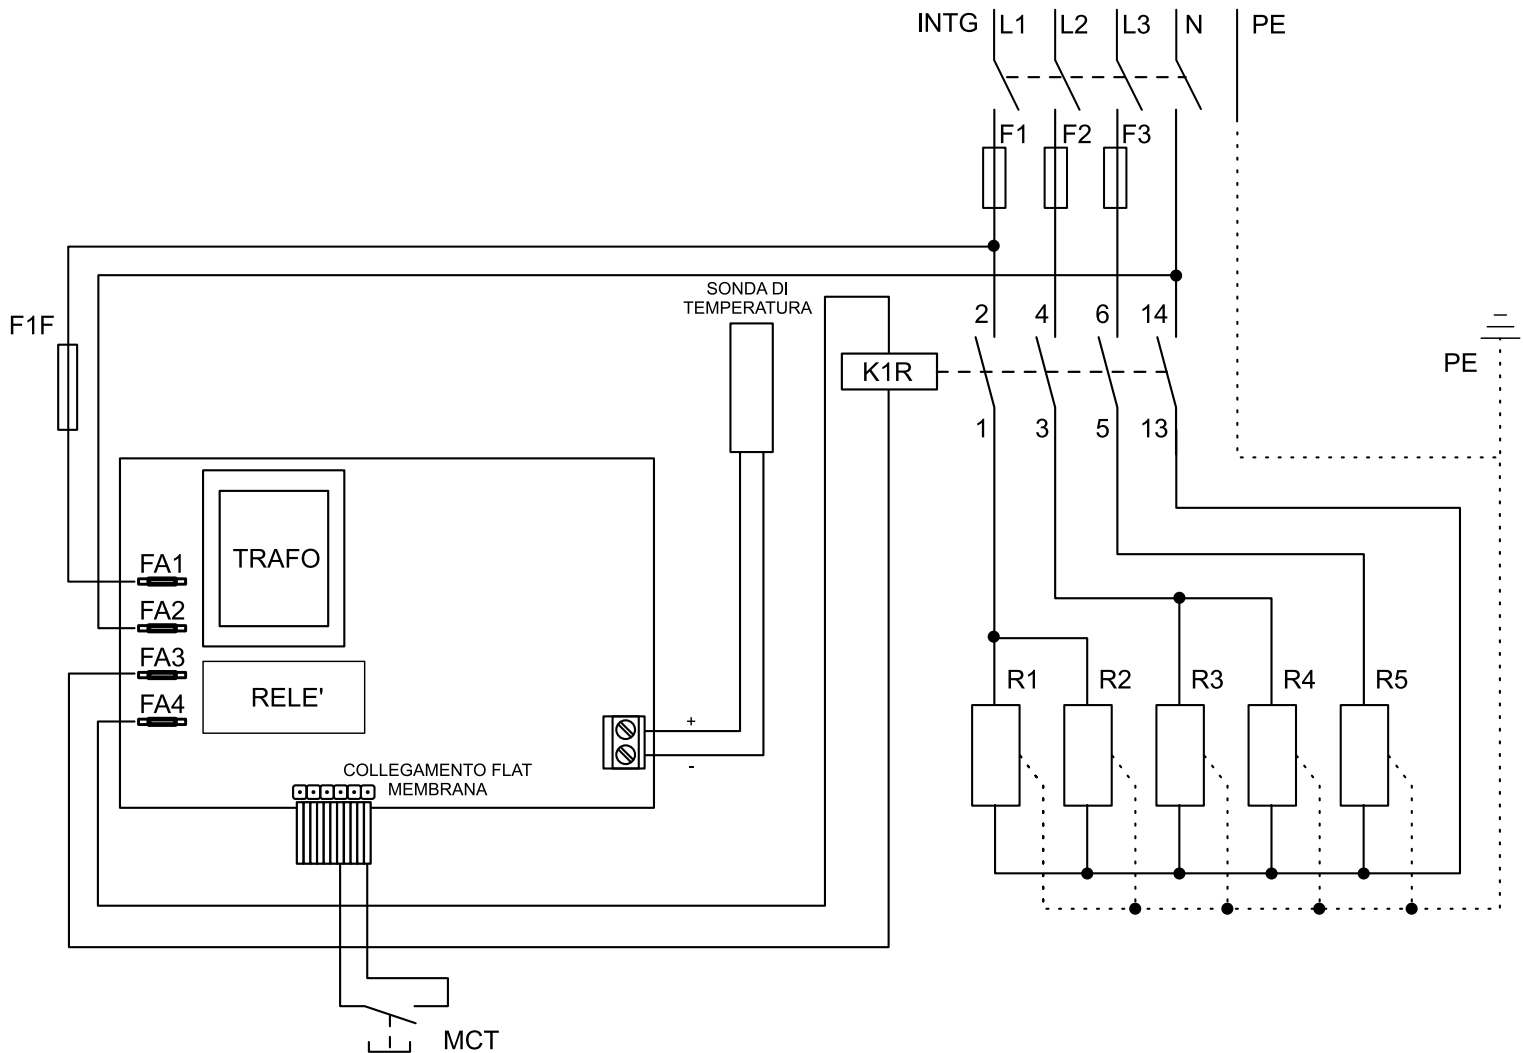 INTG L1 L2 L3 N PE
F1 F2 F3
SONDA DI
TEMPERATURA
2 4 6 14
F1F
K1R
PE
1 3 5 13
TRAFO
FA1
FA2
FA3
FA4
RELE'
R1 R2 R3 R4 R5
+
-
COLLEGAMENTO FLAT
MEMBRANA
MCT